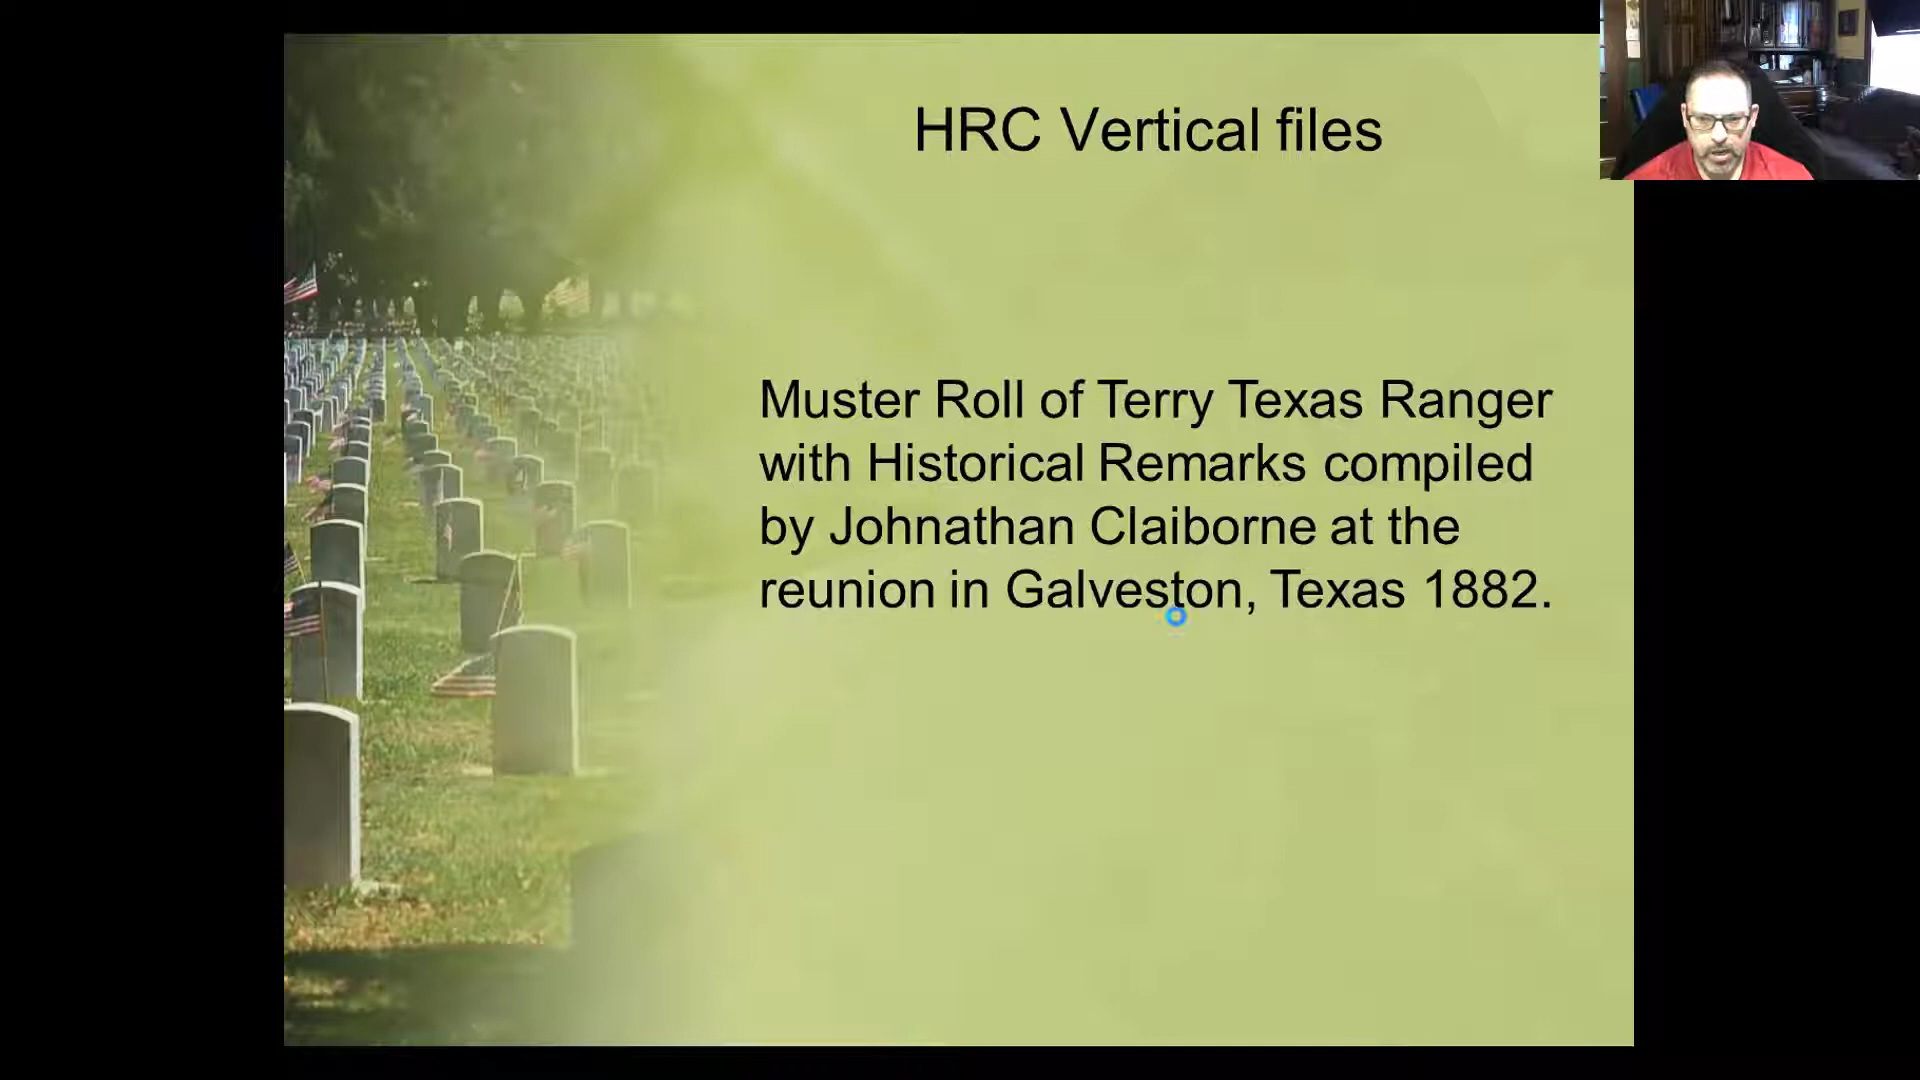 HRC Vertical files
Muster Roll of Terry Texas Ranger
with Historical Remarks compiled
by Johnathan Claiborne at the
reunion in Galveston, Texas 1882.